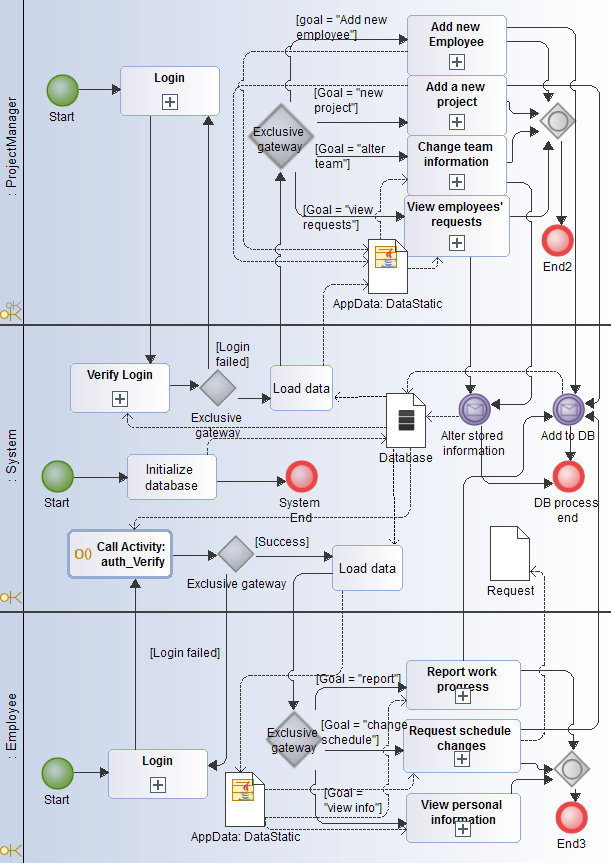 : ProjectManager
Start
Login
[goal = "Add new
employee"]
Add new
Employee
[Goal = "new
project"]
Add a new
project
Exclusive
gateway
[Goal = "alter
team"]
Change team
information
[Goal = "view
requests"]
View employees'
requests
AppData: DataStatic
End2
: System
[Login
failed]
Verify Login
Exclusive
gateway
Load data
Database
Alter stored
information
Add to DB
Start
Initialize
database
System
End
DB process
end
Call Activity:
auth_Verify
O()
Exclusive gateway
[Success]
Load data
Request
: Employee
[Login failed]
Start
Login
AppData: DataStatic
Exclusive
gateway
[Goal = "report"]
Report work
progress
[Goal = "change
schedule"]
Request schedule
changes
[Goal =
"view info"]
View personal
information
End3